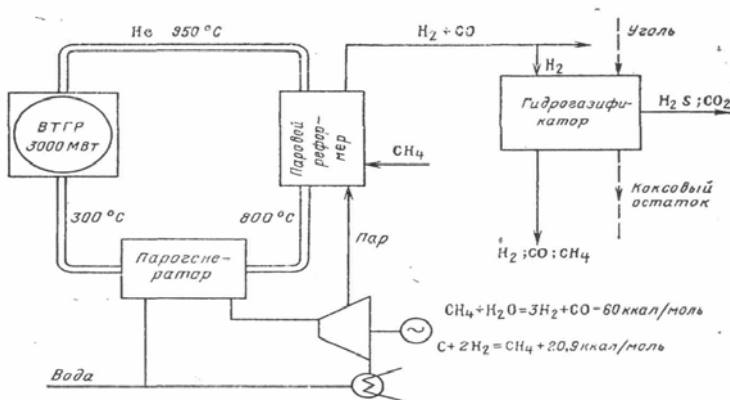 He 950 °C
H₂ + CO
Уголь
H₂
ВТГР
3000 МВт
Паровой
рефор-
мер
CH₄
Гидрогазифи-
катор
H₂S;CO₂
300 °C
800 °C
Парогене-
ратор
Пар
Коксовый
остаток
H₂;CO;CH₄
CH₄+H₂O=3H₂+CO-60 ккал/моль
C+2H₂=CH₄+20,9 ккал/моль
Вода